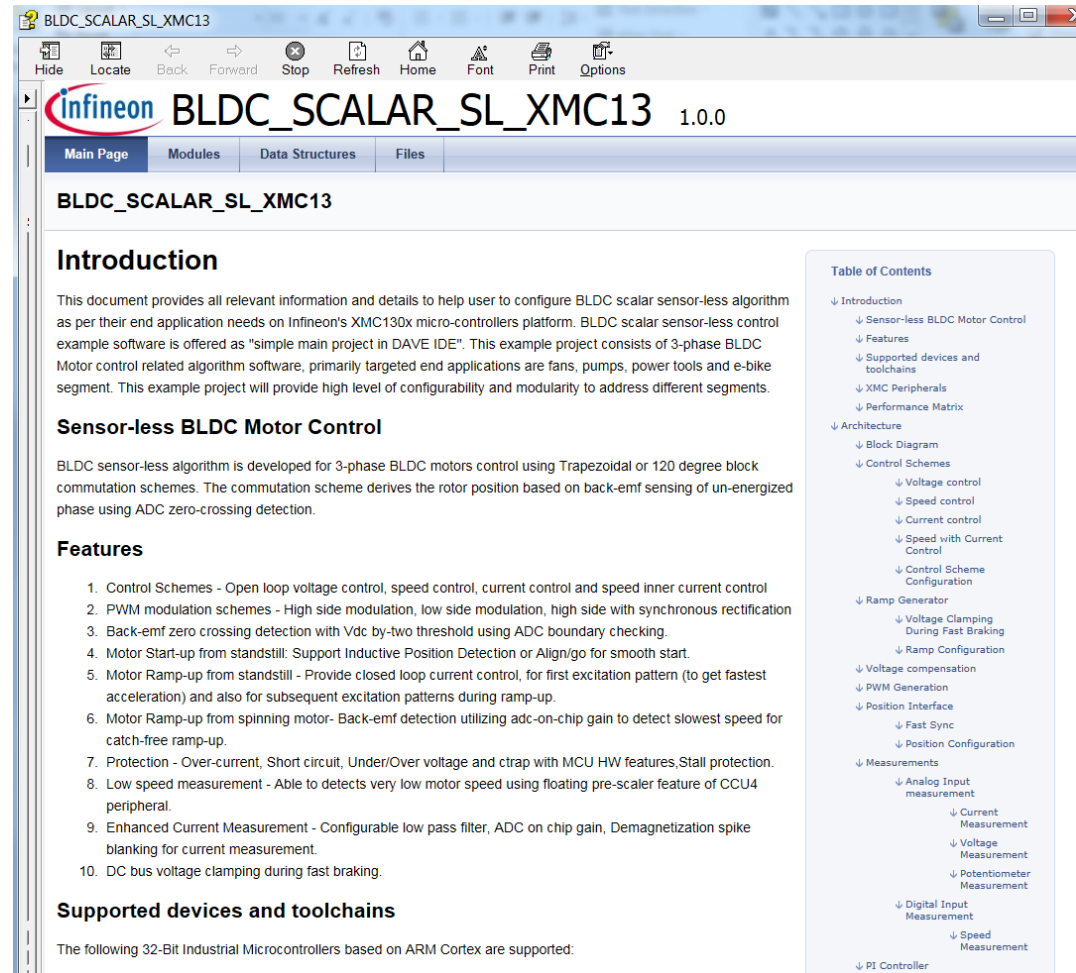 BLDC_SCALAR_SL_XMC13
Hide Locate Back Forward Stop Refresh Home Font Print Options
infineon BLDC_SCALAR_SL_XMC13 1.0.0
Main Page Modules Data Structures Files
BLDC_SCALAR_SL_XMC13
Introduction
This document provides all relevant information and details to help user to configure BLDC scalar sensor-less algorithm
as per their end application needs on Infineon's XMC130x micro-controllers platform. BLDC scalar sensor-less control
example software is offered as "simple main project in DAVE IDE". This example project consists of 3-phase BLDC
Motor control related algorithm software, primarily targeted end applications are fans, pumps, power tools and e-bike
segment. This example project will provide high level of configurability and modularity to address different segments.
Sensor-less BLDC Motor Control
BLDC sensor-less algorithm is developed for 3-phase BLDC motors control using Trapezoidal or 120 degree block
commutation schemes. The commutation scheme derives the rotor position based on back-emf sensing of un-energized
phase using ADC zero-crossing detection.
Features
1. Control Schemes - Open loop voltage control, speed control, current control and speed inner current control
2. PWM modulation schemes - High side modulation, low side modulation, high side with synchronous rectification
3. Back-emf zero crossing detection with Vdc by-two threshold using ADC boundary checking.
4. Motor Start-up from standstill: Support Inductive Position Detection or Align/go for smooth start.
5. Motor Ramp-up from standstill - Provide closed loop current control, for first excitation pattern (to get fastest
acceleration) and also for subsequent excitation patterns during ramp-up.
6. Motor Ramp-up from spinning motor- Back-emf detection utilizing adc-on-chip gain to detect slowest speed for
catch-free ramp-up.
7. Protection - Over-current, Short circuit, Under/Over voltage and ctrap with MCU HW features,Stall protection.
8. Low speed measurement - Able to detects very low motor speed using floating pre-scaler feature of CCU4
peripheral.
9. Enhanced Current Measurement - Configurable low pass filter, ADC on chip gain, Demagnetization spike
blanking for current measurement.
10. DC bus voltage clamping during fast braking.
Supported devices and toolchains
The following 32-Bit Industrial Microcontrollers based on ARM Cortex are supported:
Table of Contents
↓ Introduction
↓ Sensor-less BLDC Motor Control
↓ Features
↓ Supported devices and
toolchains
↓ XMC Peripherals
↓ Performance Matrix
↓ Architecture
↓ Block Diagram
↓ Control Schemes
↓ Voltage control
↓ Speed control
↓ Current control
↓ Speed with Current
Control
↓ Control Scheme
Configuration
↓ Ramp Generator
↓ Voltage Clamping
During Fast Braking
↓ Ramp Configuration
↓ Voltage compensation
↓ PWM Generation
↓ Position Interface
↓ Fast Sync
↓ Position Configuration
↓ Measurements
↓ Analog Input
measurement
↓ Current
Measurement
↓ Voltage
Measurement
↓ Potentiometer
Measurement
↓ Digital Input
Measurement
↓ Speed
Measurement
↓ PI Controller